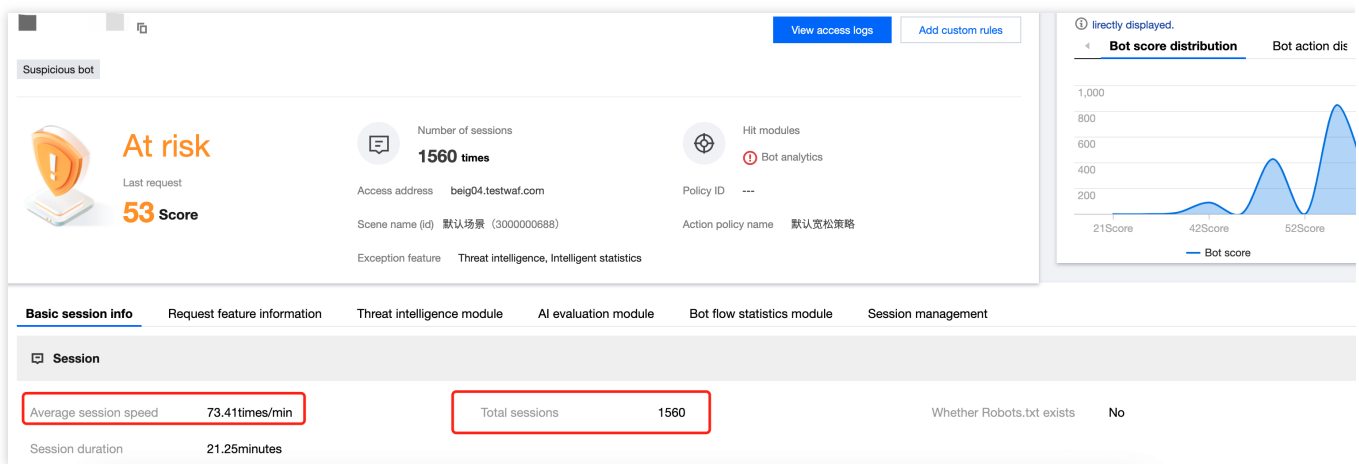 View access logs
Add custom rules
Suspicious bot
At risk
Last request
53 Score
Number of sessions
1560 times
Access address beig04.testwaf.com
Scene name (id) 默认场景（3000000688）
Exception feature Threat intelligence, Intelligent statistics
Hit modules
Bot analytics
Policy ID ---
Action policy name 默认宽松策略
lirectly displayed.
Bot score distribution Bot action dis
1,000
800
600
400
200
21Score 42Score 52Score
Bot score
Basic session info Request feature information Threat intelligence module AI evaluation module Bot flow statistics module Session management
Session
Average session speed 73.41times/min Total sessions 1560 Whether Robots.txt exists No
Session duration 21.25minutes